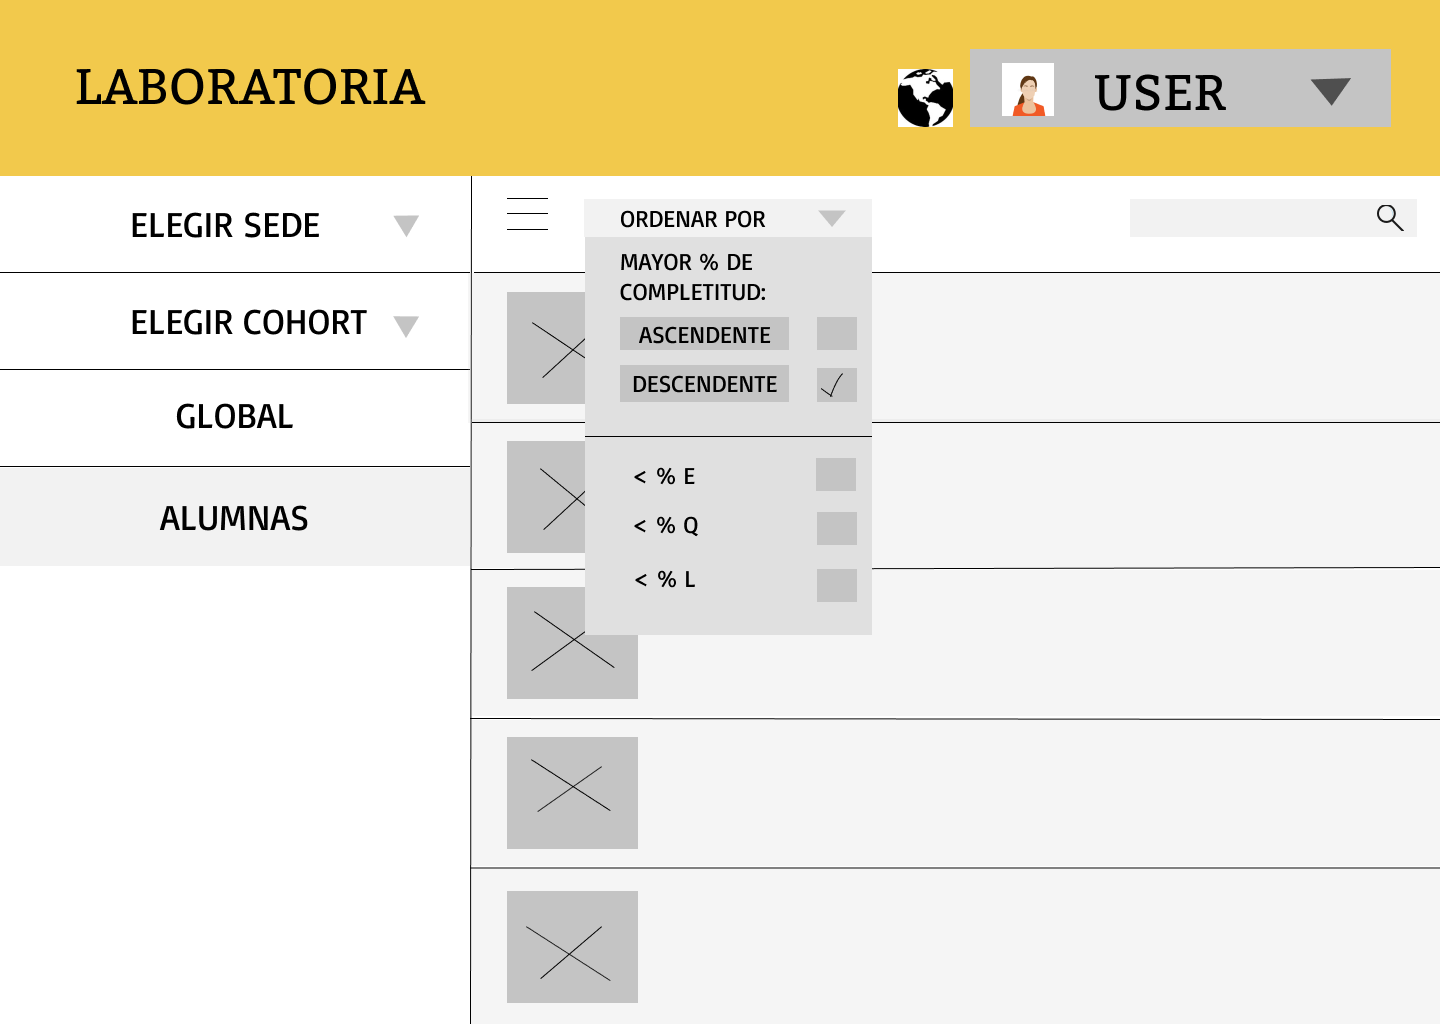 LABORATORIA
USER
ELEGIR SEDE
ELEGIR COHORT
GLOBAL
ALUMNAS
ORDENAR POR
MAYOR % DE
COMPLETITUD:
ASCENDENTE
DESCENDENTE
< % E
< % Q
< % L